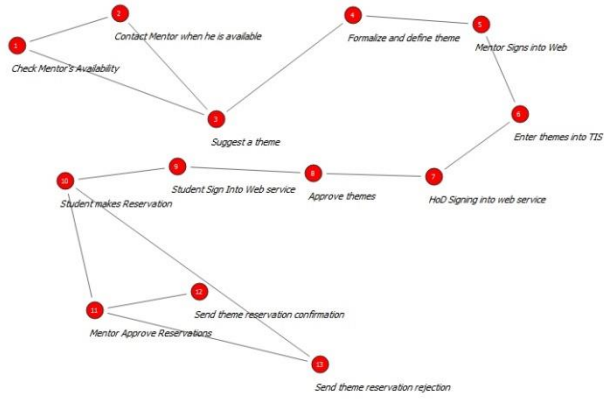 1
Check Mentor's Availability
2
Contact Mentor when he is available
3
Suggest a theme
4
Formalize and define theme
5
Mentor Signs into Web
6
Enter themes into TIS
7
HoD Signing into web service
8
Approve themes
9
Student Sign Into Web service
10
Student makes Reservation
11
Mentor Approve Reservations
12
Send theme reservation confirmation
13
Send theme reservation rejection